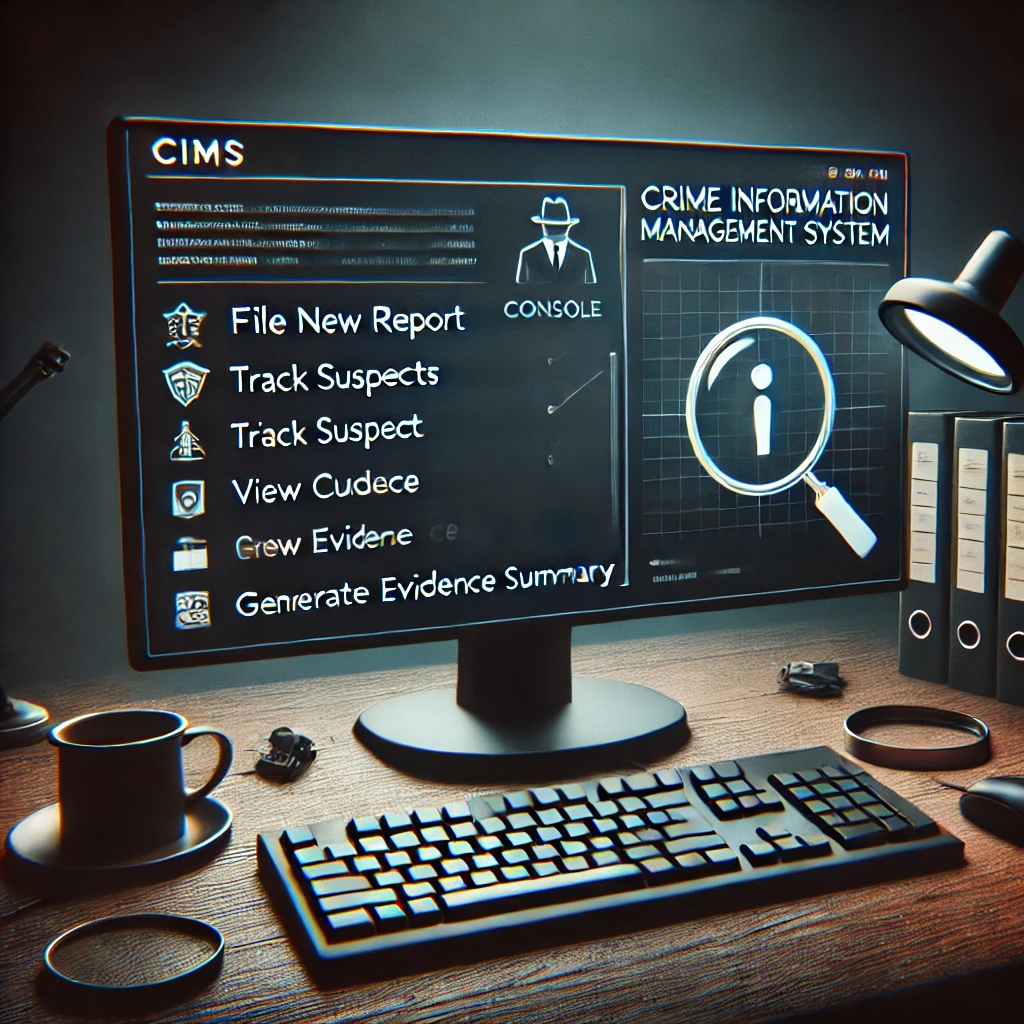 CIMS
CONSOLE
File New Report
Track Suspects
Track Suspect
View Cudece
Grew Evidene ce
Generate Evidence Summary
CRIME INFORMATION
MANAGEMENT SYSTEM